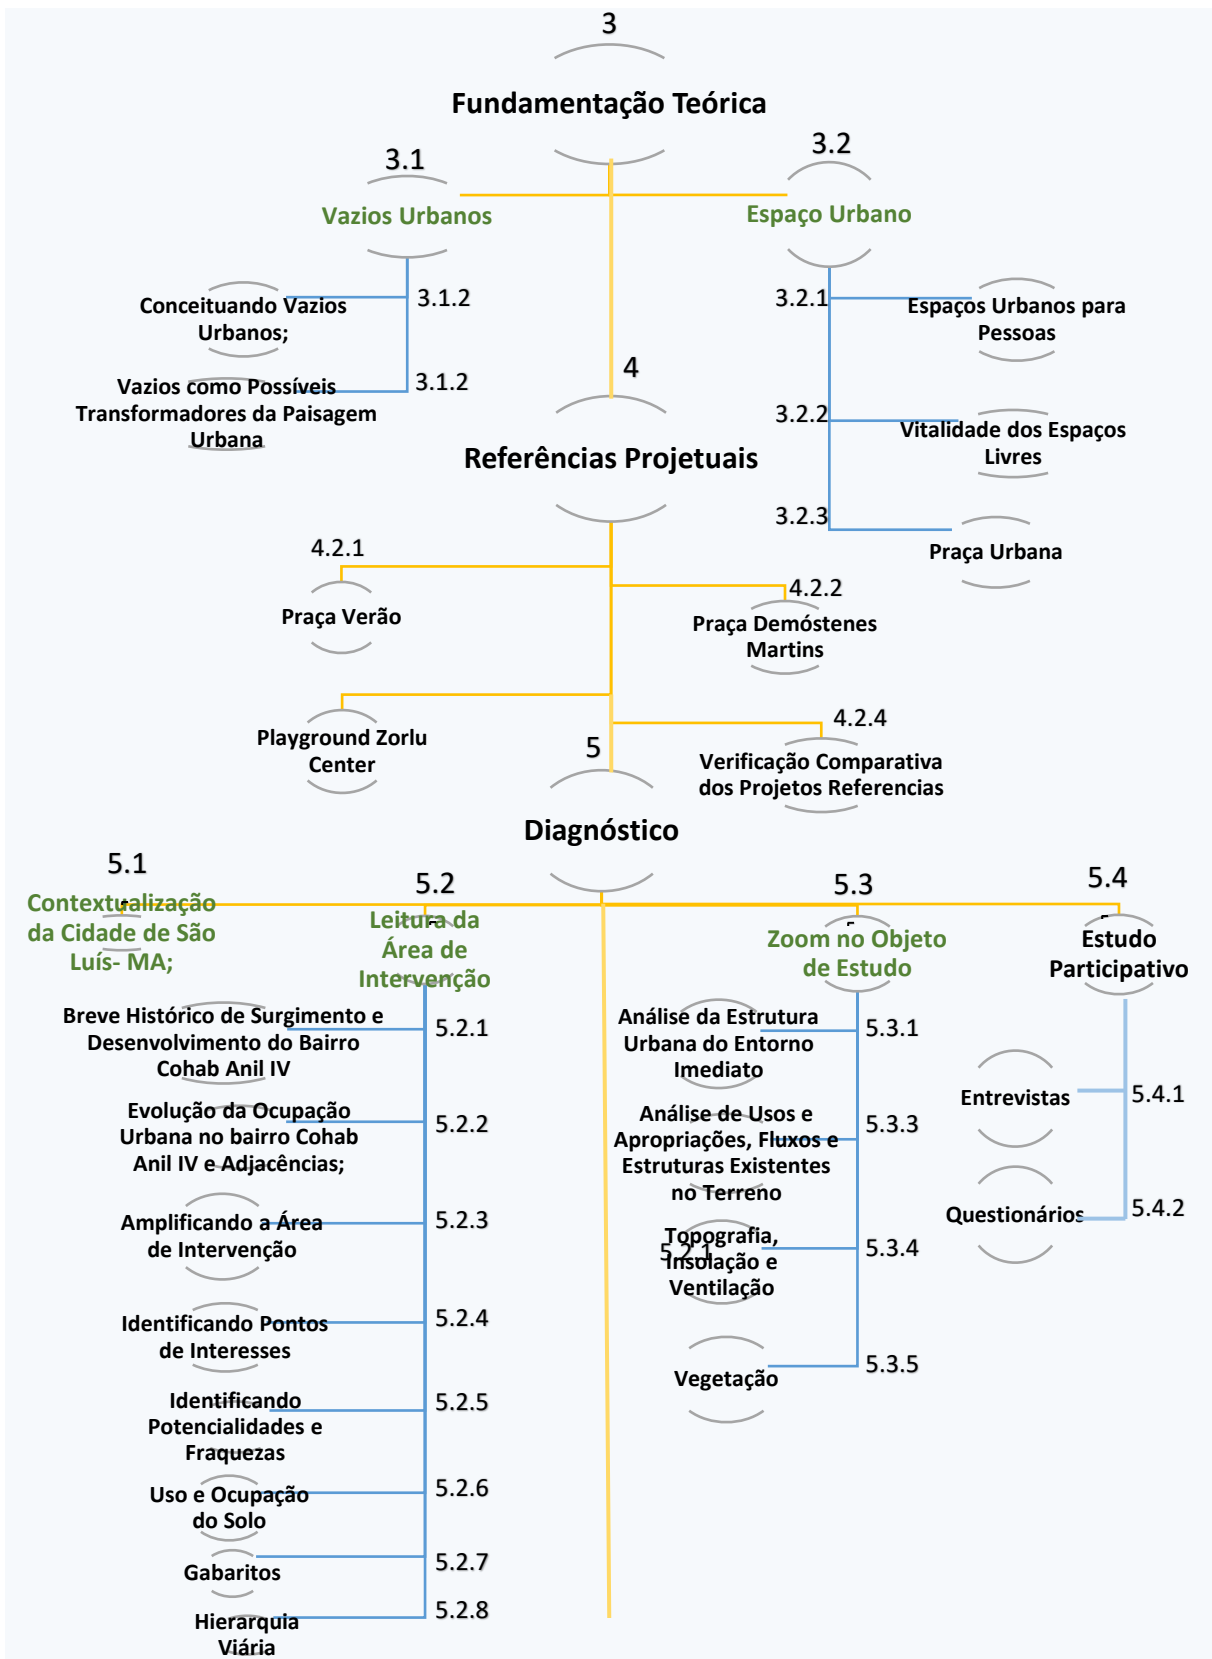 3
Fundamentação Teórica
3.1
Vazios Urbanos
3.1.2
Conceituando Vazios
Urbanos;
3.1.2
Vazios como Possíveis
Transformadores da Paisagem
Urbana
3.2
Espaço Urbano
3.2.1
Espaços Urbanos para
Pessoas
3.2.2
Vitalidade dos Espaços
Livres
3.2.3
Praça Urbana
4
Referências Projetuais
4.2.1
Praça Verão
4.2.2
Praça Demóstenes
Martins
Playground Zorlu
Center
4.2.4
Verificação Comparativa
dos Projetos Referencias
5
Diagnóstico
5.1
Contextualização
da Cidade de São
Luís- MA;
5.2
Leitura da
Área de
Intervenção
5.2.1
Breve Histórico de Surgimento e
Desenvolvimento do Bairro
Cohab Anil IV
5.2.2
Evolução da Ocupação
Urbana no bairro Cohab
Anil IV e Adjacências;
5.2.3
Amplificando a Área
de Intervenção
5.2.4
Identificando Pontos
de Interesses
5.2.5
Identificando
Potencialidades e
Fraquezas
5.2.6
Uso e Ocupação
do Solo
5.2.7
Gabaritos
5.2.8
Hierarquia
Viária
5.3
Zoom no Objeto
de Estudo
5.3.1
Análise da Estrutura
Urbana do Entorno
Imediato
5.3.3
Análise de Usos e
Apropriações, Fluxos e
Estruturas Existentes
no Terreno
5.3.4
Topografia,
Insolação e
Ventilação
5.2.1
5.3.5
Vegetação
5.4
Estudo
Participativo
5.4.1
Entrevistas
5.4.2
Questionários